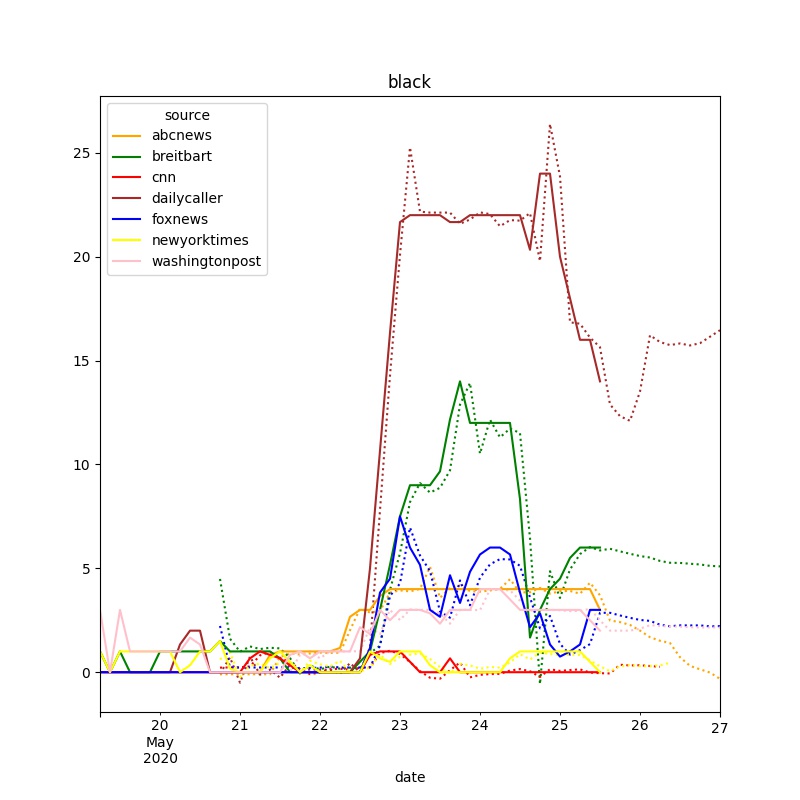 black
source
abcnews
breitbart
cnn
dailycaller
foxnews
newyorktimes
washingtonpost
25
20
15
10
5
0
20 21 22 23 24 25 26 27
May
2020
date